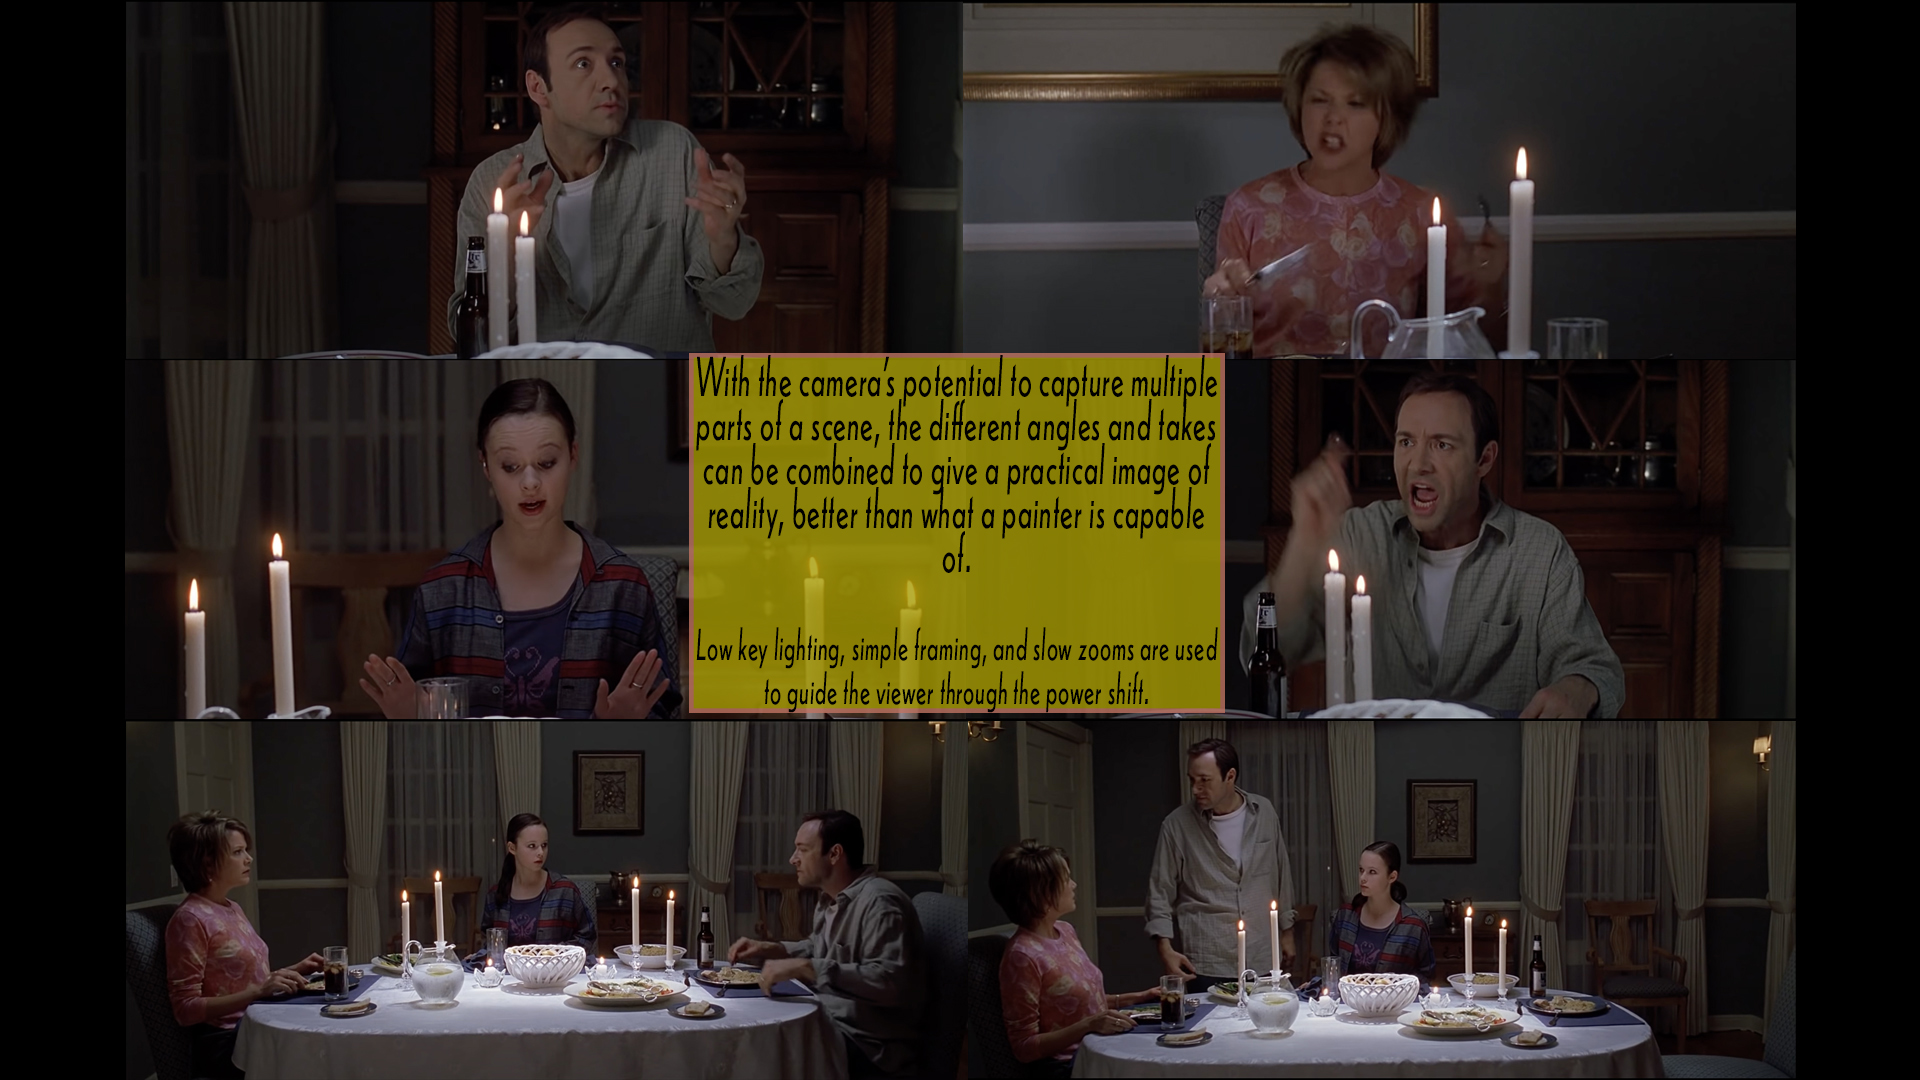 With the camera's potential to capture multiple
parts of a scene, the different angles and takes
can be combined to give a practical image of
reality, better than what a painter is capable
of.
Low key lighting, simple framing, and slow zooms are used
to guide the viewer through the power shift.